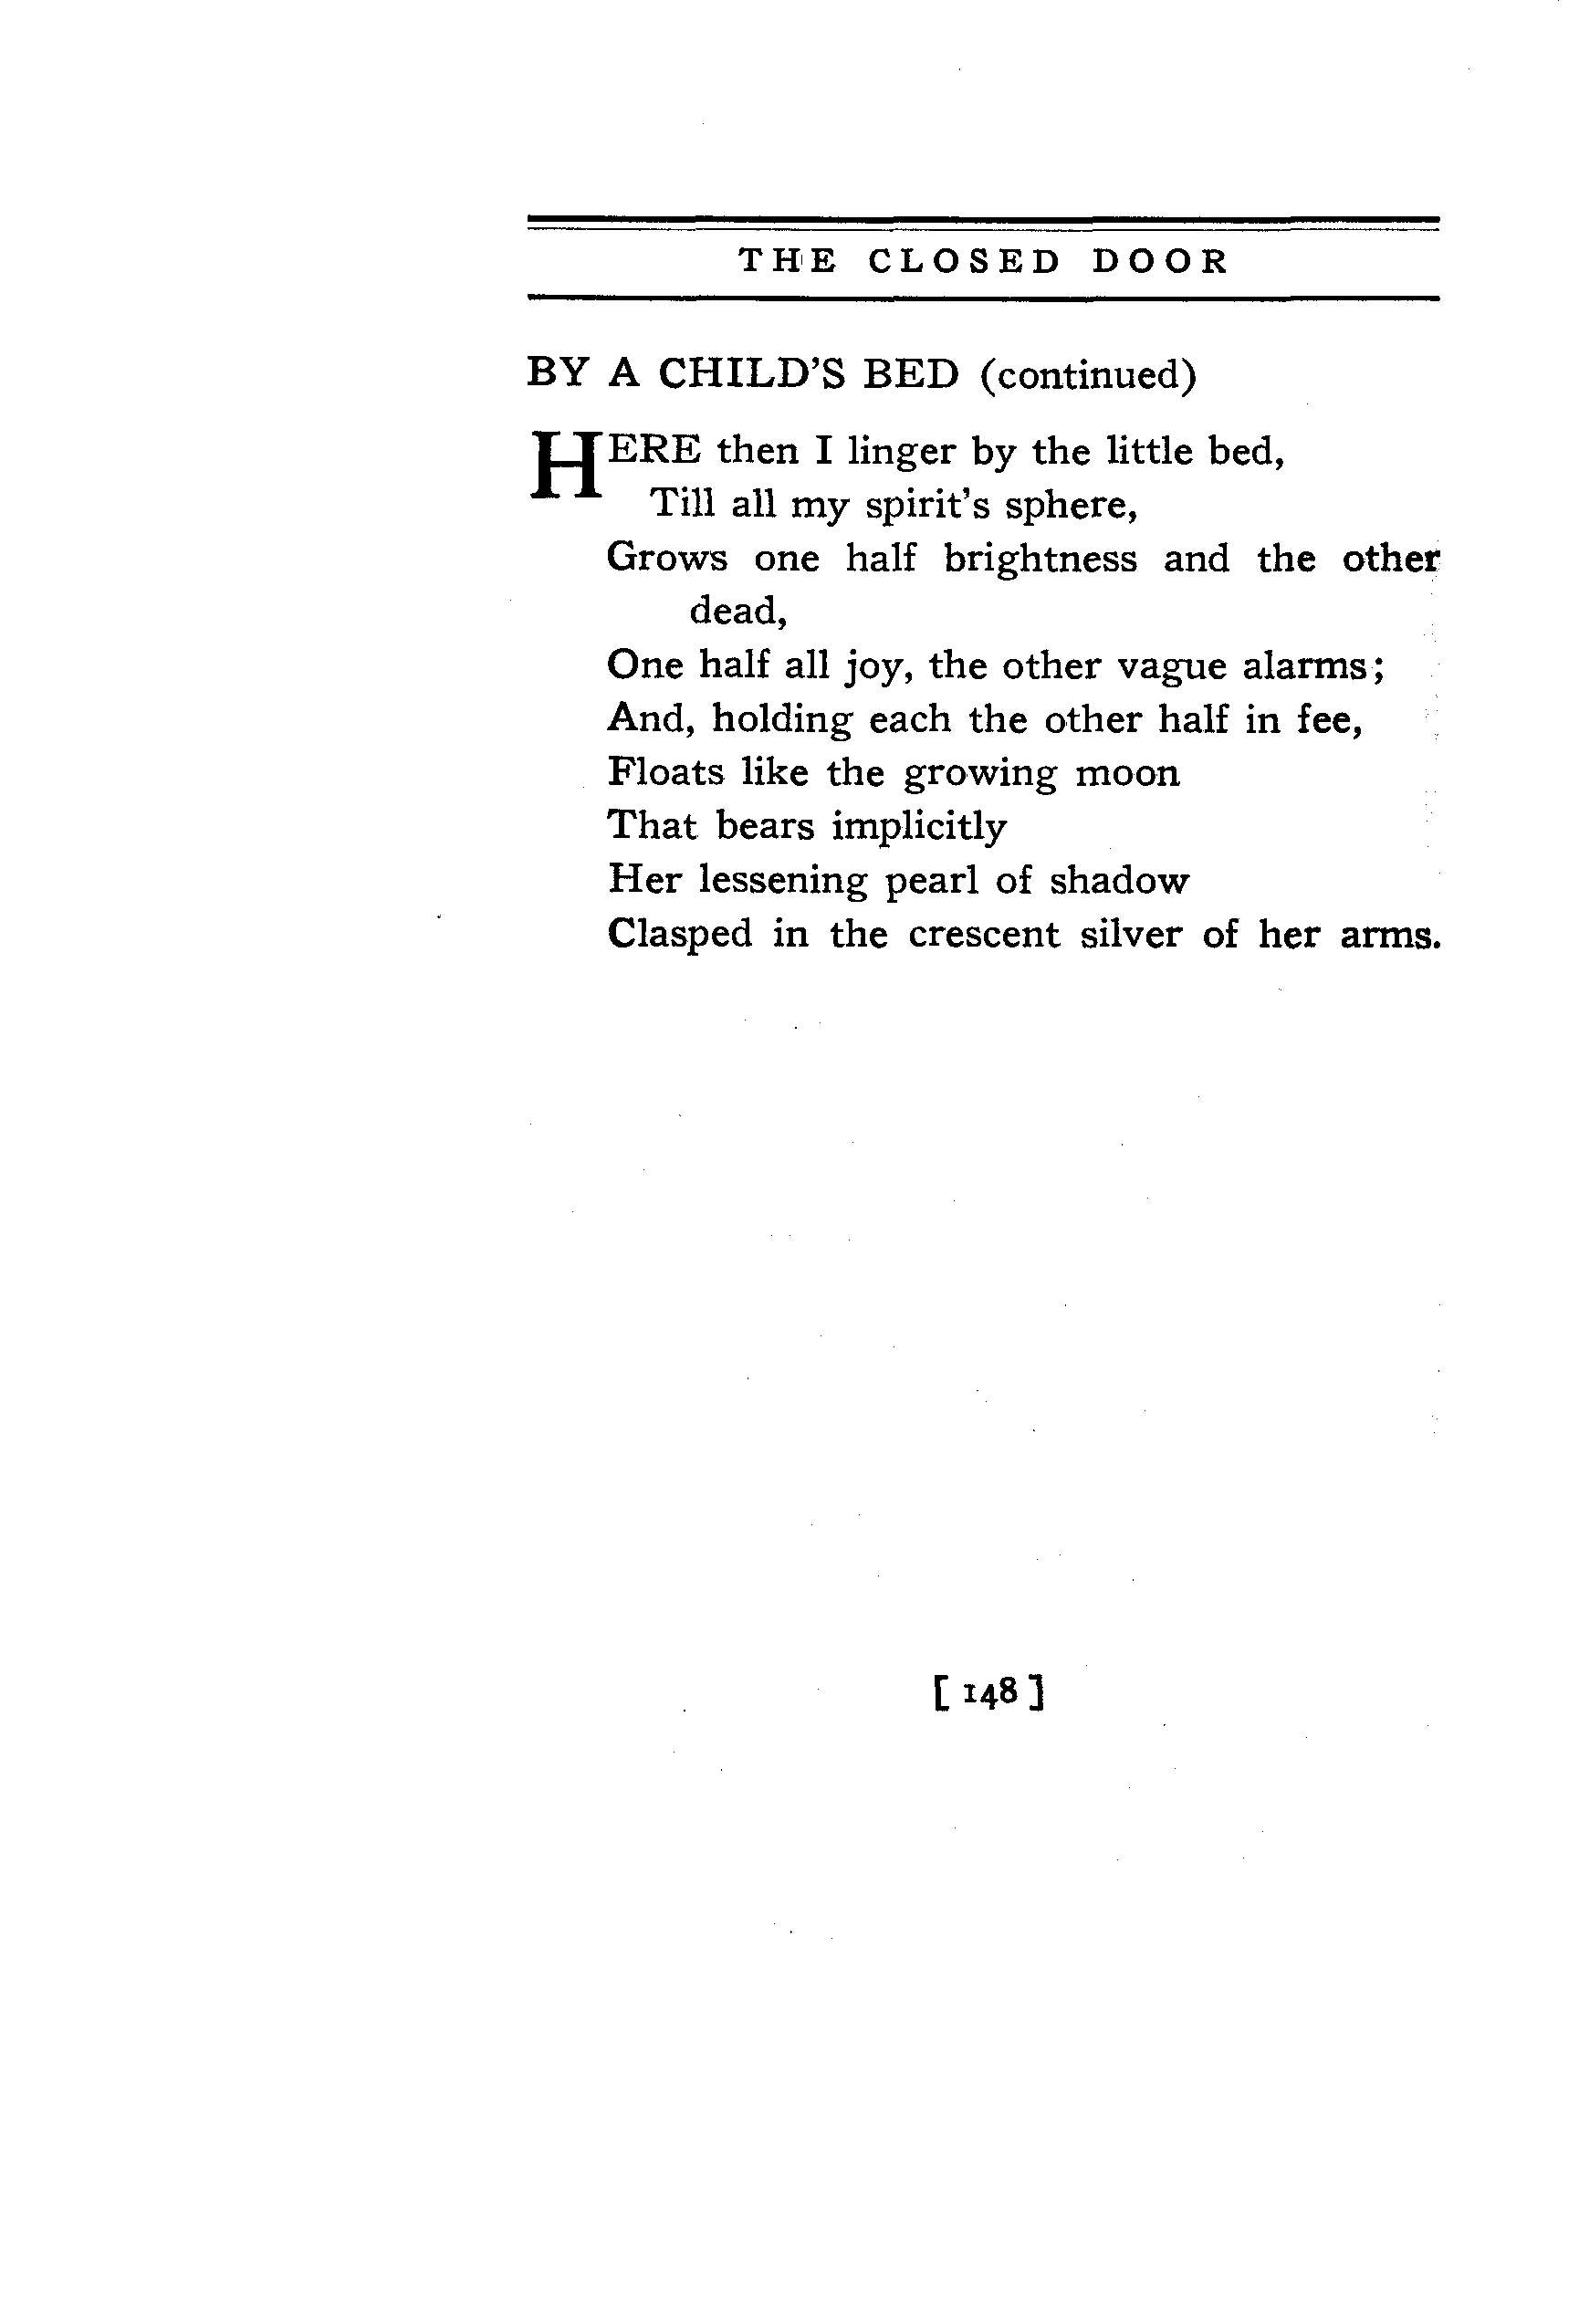 THE CLOSED DOOR
BY A CHILD'S BED (continued)
HERE then I linger by the little bed,
Till all my spirit's sphere,
Grows one half brightness and the other
dead,
One half all joy, the other vague alarms;
And, holding each the other half in fee,
Floats like the growing moon
That bears implicitly
Her lessening pearl of shadow
Clasped in the crescent silver of her arms.
[ 148 ]